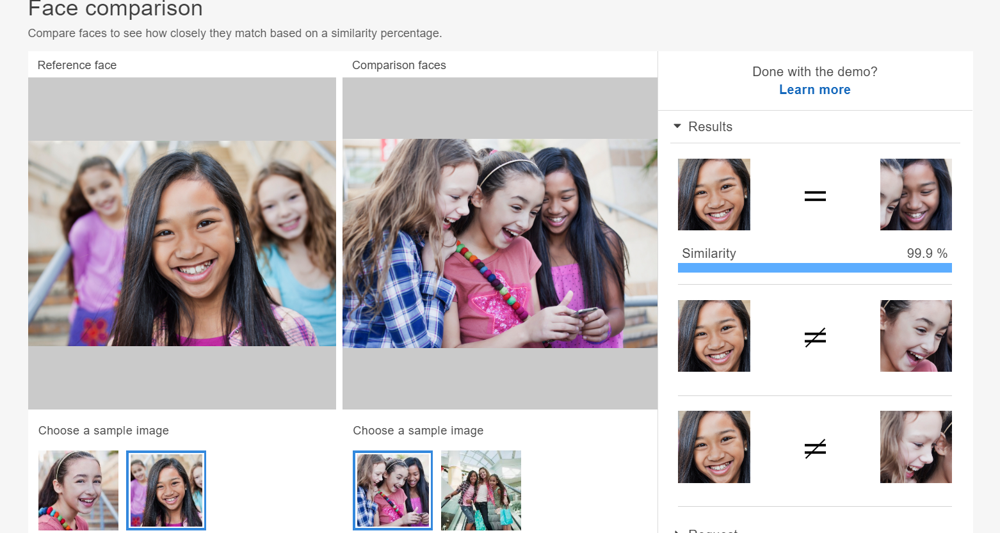 Face comparison
Compare faces to see how closely they match based on a similarity percentage.
Reference face
Comparison faces
Choose a sample image
Choose a sample image
Done with the demo?
Learn more
Results
=
Similarity 99.9 %
≠
≠
Request